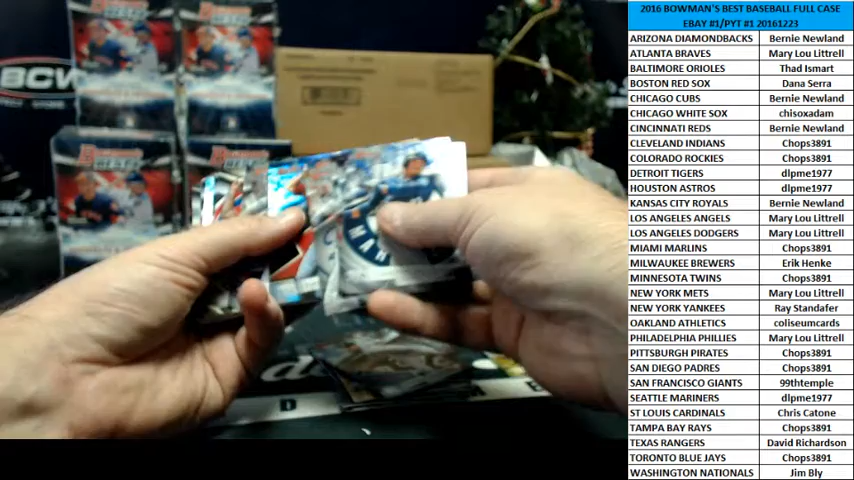 2016 BOWMAN'S BEST BASEBALL FULL CASE
EBAY #1/PYT #1 20161223
ARIZONA DIAMONDBACKS Bernie Newland
ATLANTA BRAVES Mary Lou Littrell
BALTIMORE ORIOLES Thad Ismart
BOSTON RED SOX Dana Serra
CHICAGO CUBS Bernie Newland
CHICAGO WHITE SOX chisoxadam
CINCINNATI REDS Bernie Newland
CLEVELAND INDIANS Chops3891
COLORADO ROCKIES Chops3891
DETROIT TIGERS dlpme1977
HOUSTON ASTROS dlpme1977
KANSAS CITY ROYALS Bernie Newland
LOS ANGELES ANGELS Mary Lou Littrell
LOS ANGELES DODGERS Mary Lou Littrell
MIAMI MARLINS Chops3891
MILWAUKEE BREWERS Erik Henke
MINNESOTA TWINS Chops3891
NEW YORK METS Mary Lou Littrell
NEW YORK YANKEES Ray Standafer
OAKLAND ATHLETICS coliseumcards
PHILADELPHIA PHILLIES Mary Lou Littrell
PITTSBURGH PIRATES Chops3891
SAN DIEGO PADRES Chops3891
SAN FRANCISCO GIANTS 99thtemple
SEATTLE MARINERS dlpme1977
ST LOUIS CARDINALS Chris Catone
TAMPA BAY RAYS Chops3891
TEXAS RANGERS David Richardson
TORONTO BLUE JAYS Chops3891
WASHINGTON NATIONALS Jim Bly
BCW
MAR
D